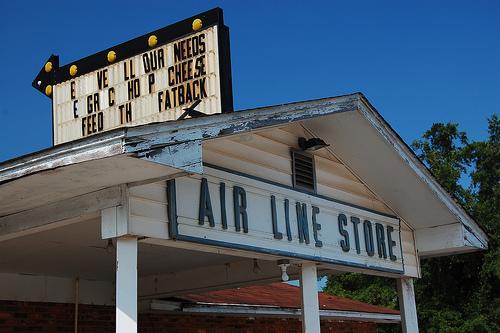 E VE LL OUR NEEDS
E GR C HO P CHEESE
FEED TH FATBACK
AIR LINE STORE